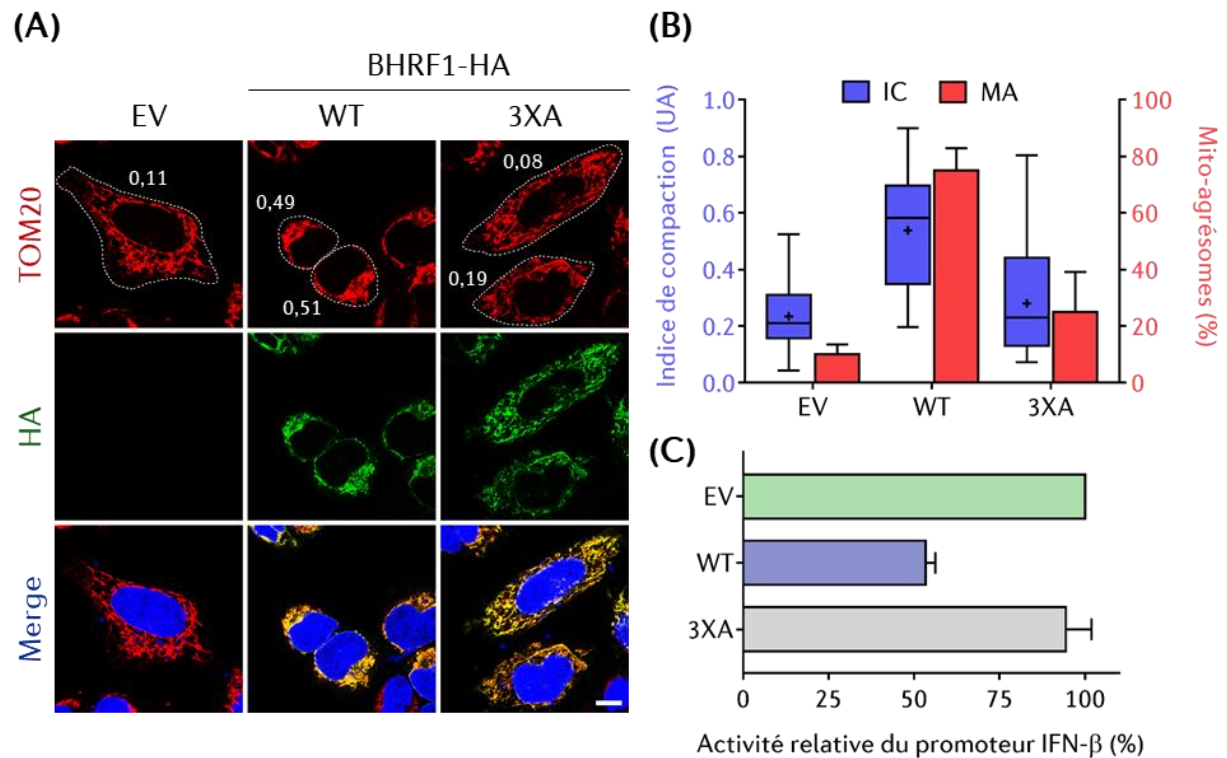 (A)
BHRF1-HA
EV WT 3XA
TOM20
0,11
0,49
0,51
0,08
0,19
HA
Merge
(B)
IC MA
Indice de compaction (UA)
1.0
0.8
0.6
0.4
0.2
0.0
100
80
60
40
20
0
Mito-agrésomes (%)
EV WT 3XA
(C)
EV
WT
3XA
0 25 50 75 100
Activité relative du promoteur IFN-β (%)